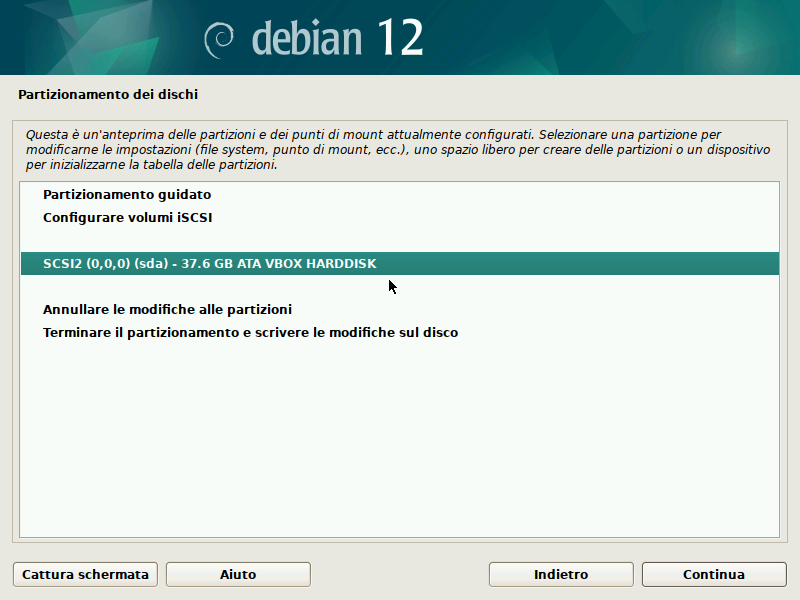 debian 12
Partizionamento dei dischi
Questa è un'anteprima delle partizioni e dei punti di mount attualmente configurati. Selezionare una partizione per
modificarne le impostazioni (file system, punto di mount, ecc.), uno spazio libero per creare delle partizioni o un dispositivo
per inizializzarne la tabella delle partizioni.
Partizionamento guidato
Configurare volumi iSCSI
SCSI2 (0,0,0) (sda) - 37.6 GB ATA VBOX HARDDISK
Annullare le modifiche alle partizioni
Terminare il partizionamento e scrivere le modifiche sul disco
Cattura schermata Aiuto Indietro Continua